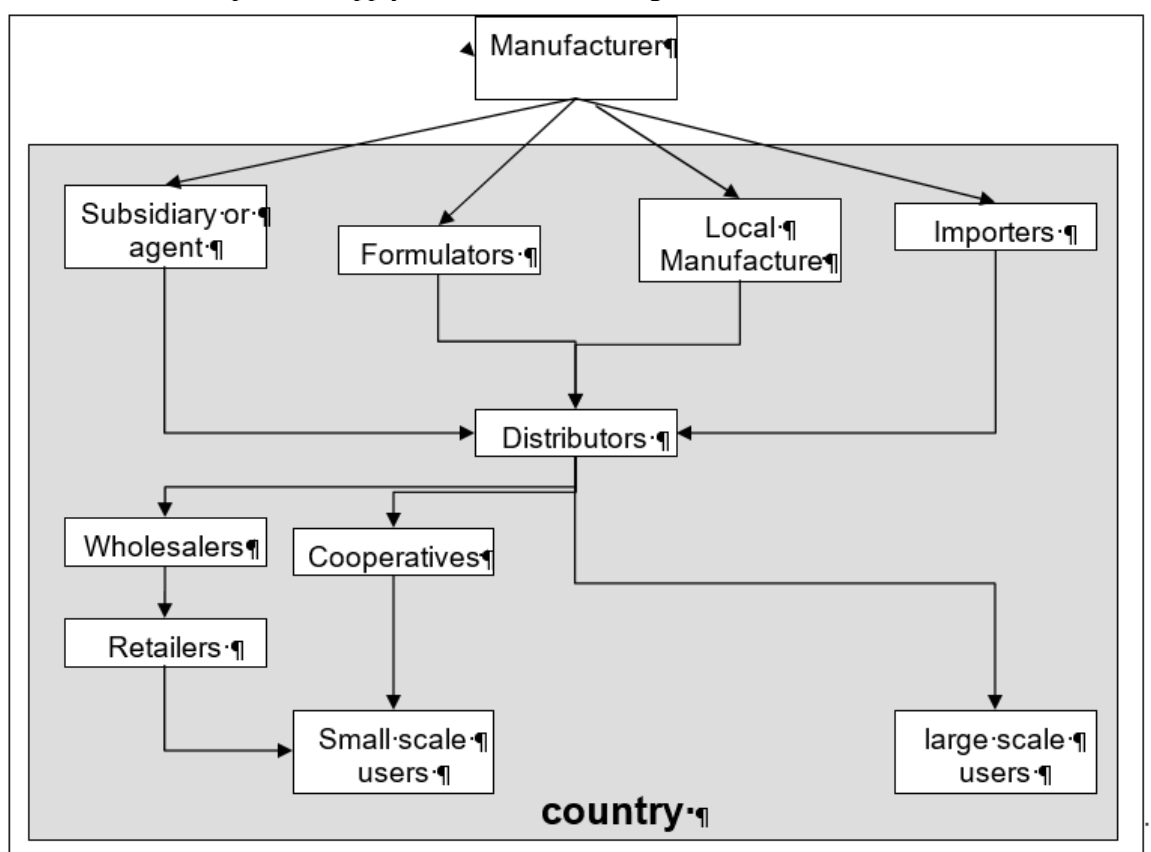 Manufacturer¶
Subsidiary·or·¶
agent·¶
Formulators·¶
Local·¶
Manufacture¶
Importers·¶
Distributors·¶
Wholesalers¶
Cooperatives¶
Retailers·¶
Small·scale·¶
users·¶
large·scale·¶
users·¶
country·¶